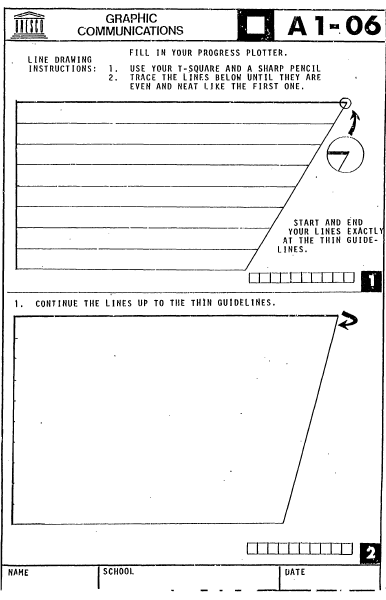 UNESCO
GRAPHIC
COMMUNICATIONS
A1-06
FILL IN YOUR PROGRESS PLOTTER.
LINE DRAWING
INSTRUCTIONS: 1. USE YOUR T-SQUARE AND A SHARP PENCIL
2. TRACE THE LINES BELOW UNTIL THEY ARE
EVEN AND NEAT LIKE THE FIRST ONE.
START AND END
YOUR LINES EXACTLY
AT THE THIN GUIDE-
LINES.
1
1. CONTINUE THE LINES UP TO THE THIN GUIDELINES.
2
NAME SCHOOL DATE